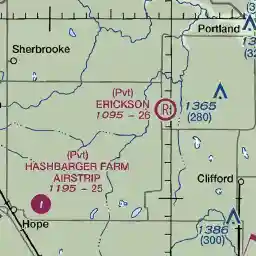 Portland
Sherbrooke
(Pvt)
ERICKSON
1095 - 26
R
1365
(280)
(Pvt)
HASHBARGER FARM
AIRSTRIP
1195 - 25
Clifford
Hope
1386
(300)